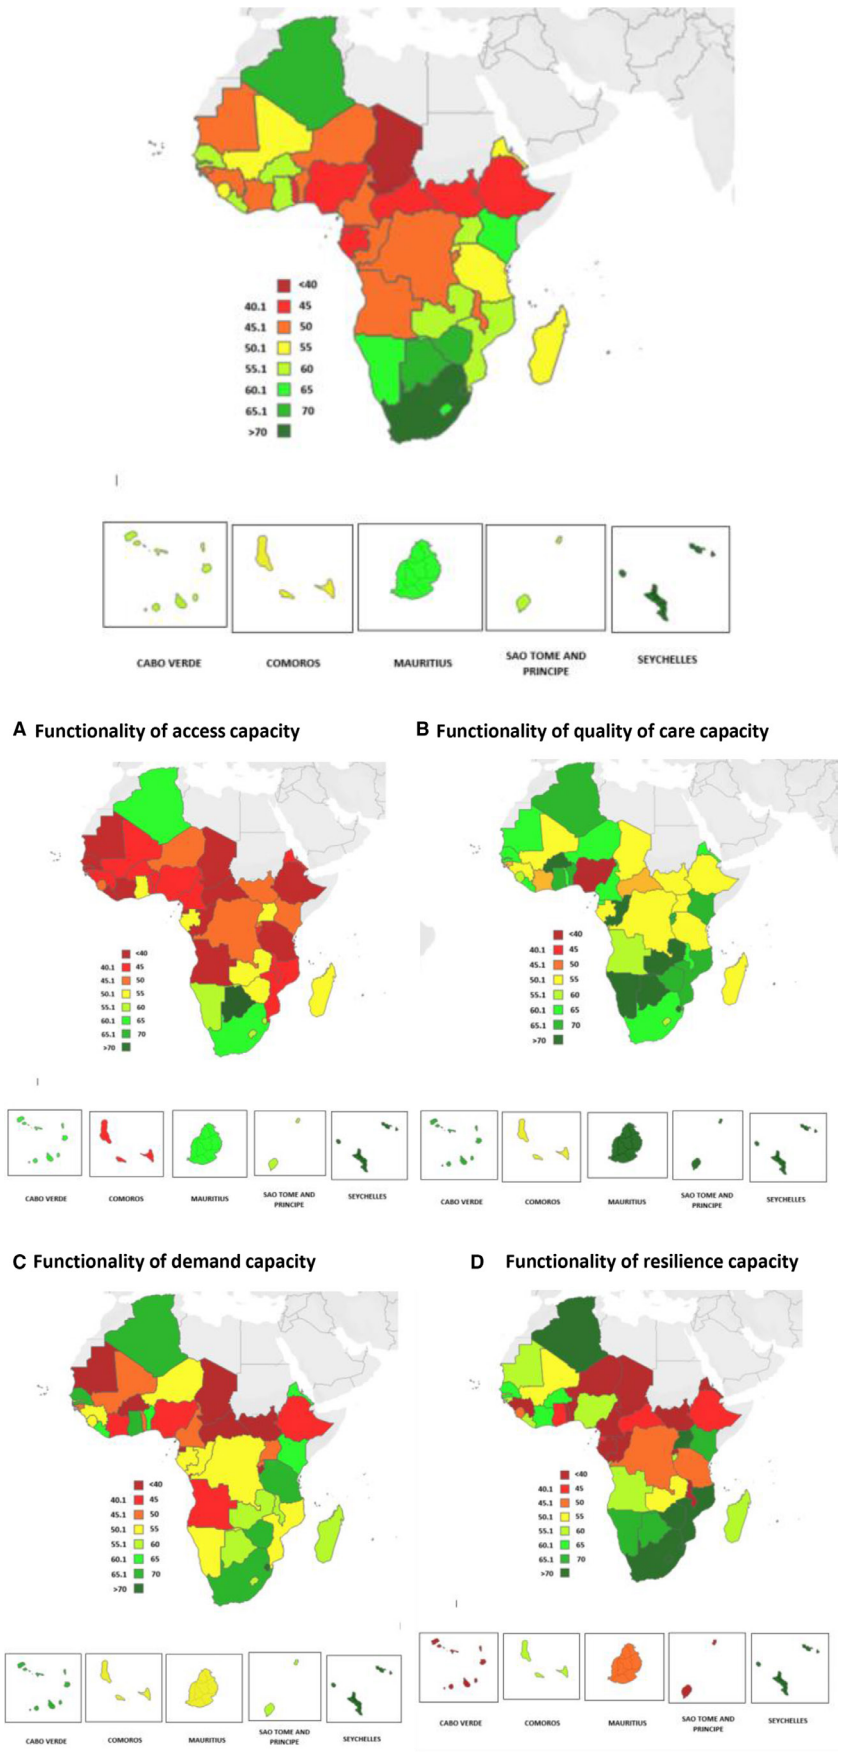 <40
40.1 45
45.1 50
50.1 55
55.1 60
60.1 65
65.1 70
>70
CABO VERDE
COMOROS
MAURITIUS
SAO TOME AND
PRINCIPE
SEYCHELLES
A Functionality of access capacity
<40
40.1 45
45.1 50
50.1 55
55.1 60
60.1 65
65.1 70
>70
CABO VERDE
COMOROS
MAURITIUS
SAO TOME AND
PRINCIPE
SEYCHELLES
B Functionality of quality of care capacity
<40
40.1 45
45.1 50
50.1 55
55.1 60
60.1 65
65.1 70
>70
CABO VERDE
COMOROS
MAURITIUS
SAO TOME AND
PRINCIPE
SEYCHELLES
C Functionality of demand capacity
<40
40.1 45
45.1 50
50.1 55
55.1 60
60.1 65
65.1 70
>70
CABO VERDE
COMOROS
MAURITIUS
SAO TOME AND
PRINCIPE
SEYCHELLES
D Functionality of resilience capacity
<40
40.1 45
45.1 50
50.1 55
55.1 60
60.1 65
65.1 70
>70
CABO VERDE
COMOROS
MAURITIUS
SAO TOME AND
PRINCIPE
SEYCHELLES